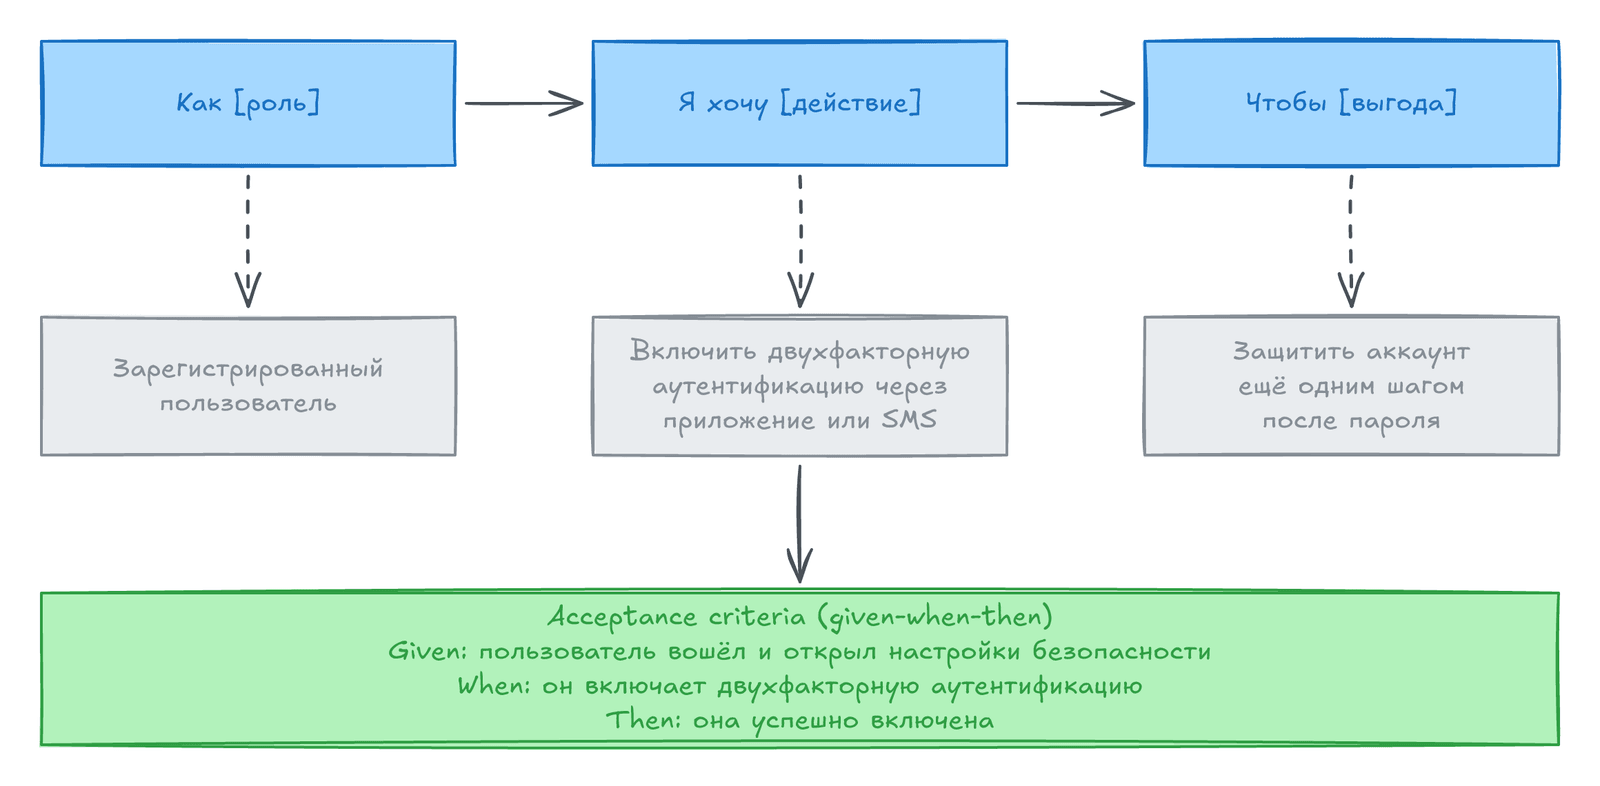 Как [роль]
Я хочу [действие]
Чтобы [выгода]
Зарегистрированный
пользователь
Включить двухфакторную
аутентификацию через
приложение или SMS
Защитить аккаунт
ещё одним шагом
после пароля
Acceptance criteria (given-when-then)
Given: пользователь вошёл и открыл настройки безопасности
When: он включает двухфакторную аутентификацию
Then: она успешно включена